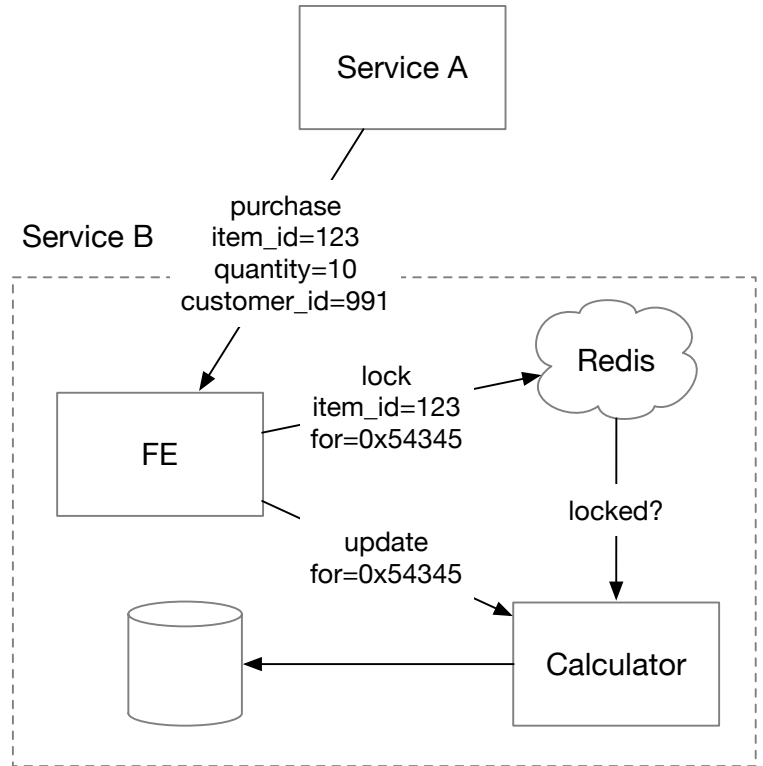 Service A
purchase
item_id=123
quantity=10
customer_id=991
Service B
Redis
lock
item_id=123
for=0x54345
FE
locked?
update
for=0x54345
Calculator